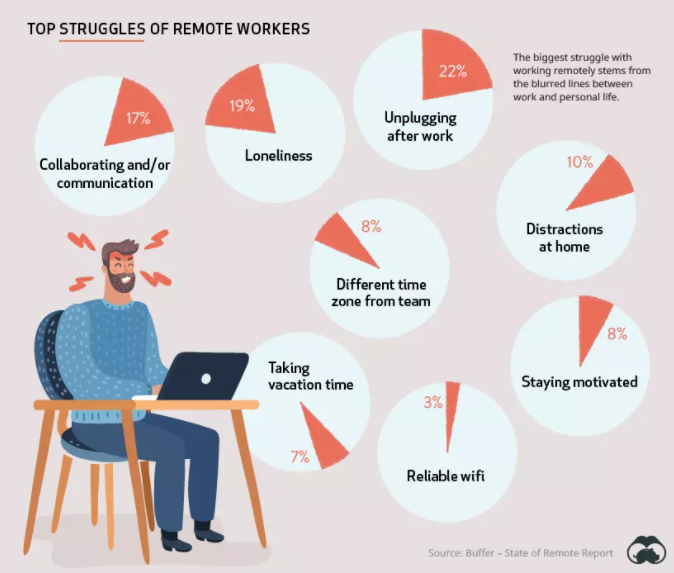 TOP STRUGGLES OF REMOTE WORKERS
The biggest struggle with
working remotely stems from
the blurred lines between
work and personal life.
17%
Collaborating and/or
communication
19%
Loneliness
22%
Unplugging
after work
10%
Distractions
at home
8%
Different time
zone from team
8%
Staying motivated
Taking
vacation time
7%
3%
Reliable wifi
Source: Buffer – State of Remote Report